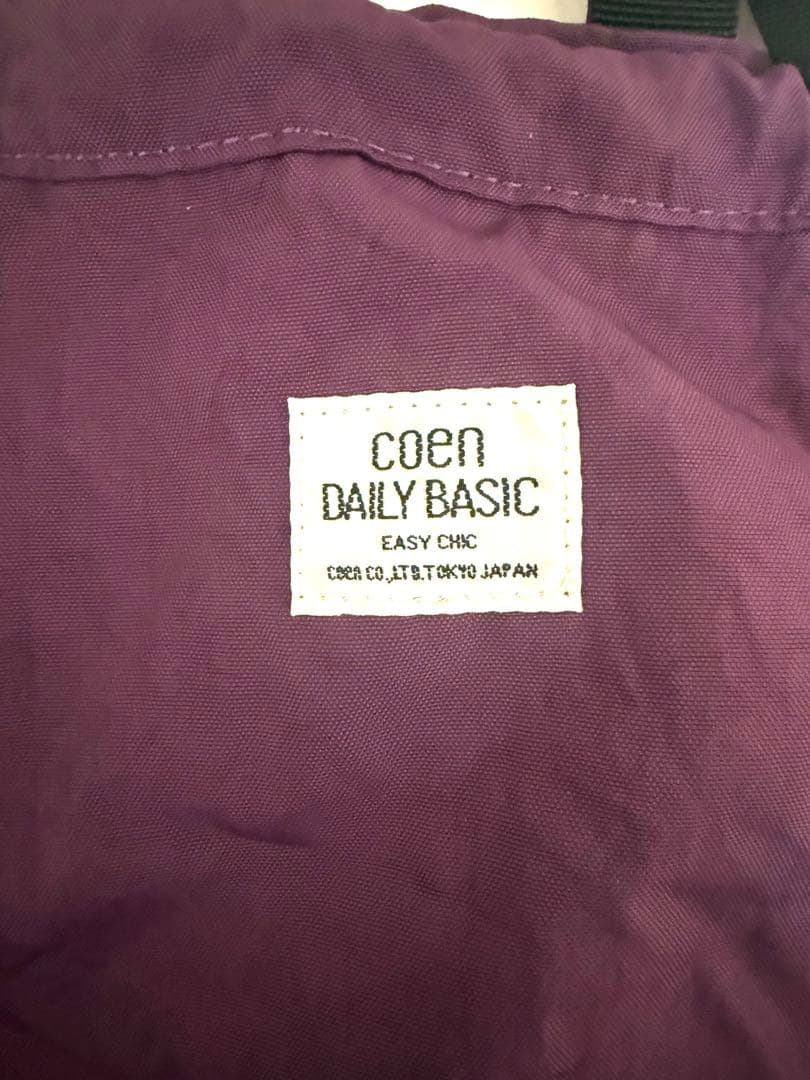 coen
DAILY BASIC
EASY CHIC
coen CO.,LTD.TOKYO JAPAN